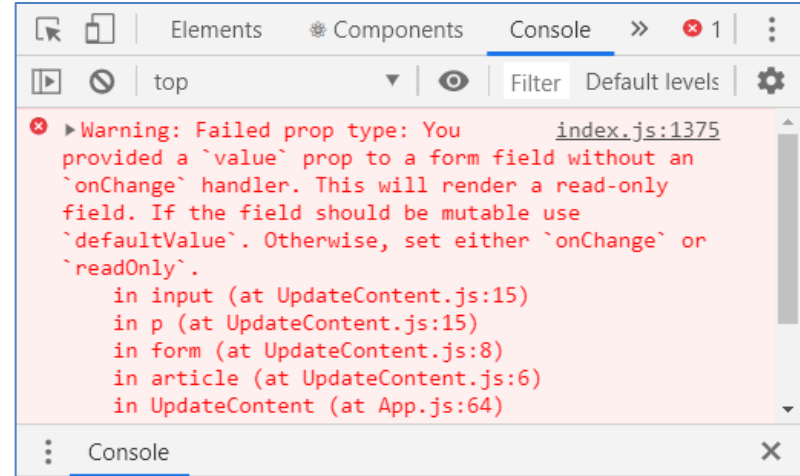 Elements Components Console » 1
top Filter Default levels
Warning: Failed prop type: You index.js:1375
provided a `value` prop to a form field without an
`onChange` handler. This will render a read-only
field. If the field should be mutable use
`defaultValue`. Otherwise, set either `onChange` or
`readOnly`.
in input (at UpdateContent.js:15)
in p (at UpdateContent.js:15)
in form (at UpdateContent.js:8)
in article (at UpdateContent.js:6)
in UpdateContent (at App.js:64)
Console